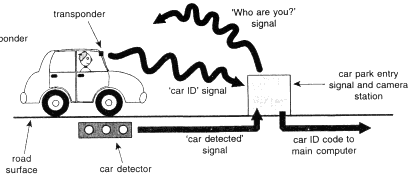 transponder
'Who are you?'
signal
ponder
'car ID' signal
car park entry
signal and camera
station
'car detected'
signal
car ID code to
main computer
road
surface
car detector